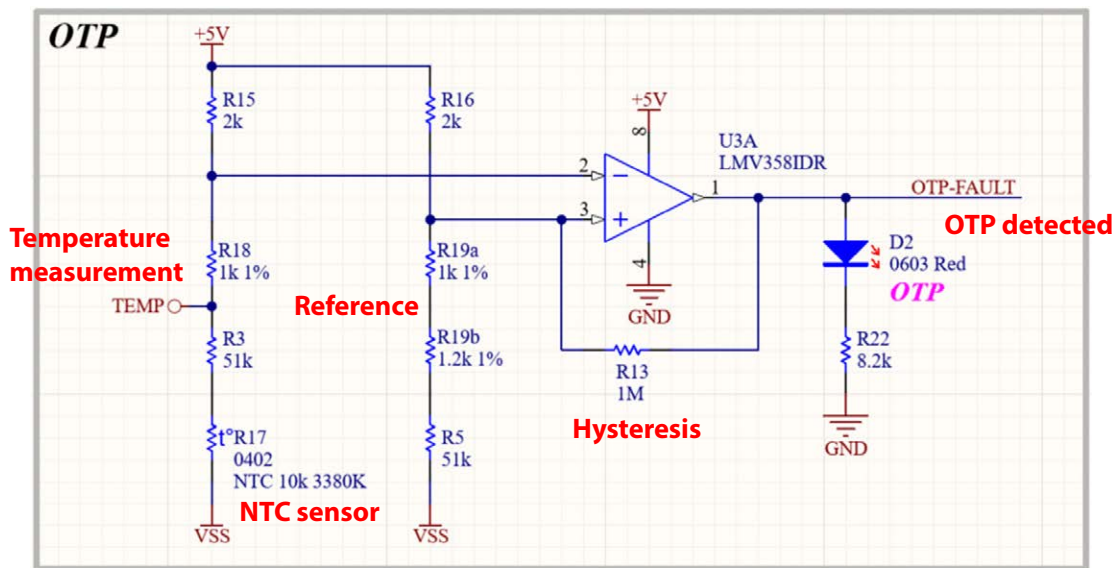 OTP
+5V
R15
2k
R16
2k
+5V
8
U3A
LMV358IDR
2
−
3
+
1
4
GND
OTP-FAULT
OTP detected
Temperature
measurement
R18
1k 1%
TEMP
Reference
R19a
1k 1%
D2
0603 Red
OTP
R3
51k
R19b
1.2k 1%
R13
1M
R22
8.2k
Hysteresis
GND
t°R17
0402
NTC 10k 3380K
NTC sensor
R5
51k
VSS
VSS